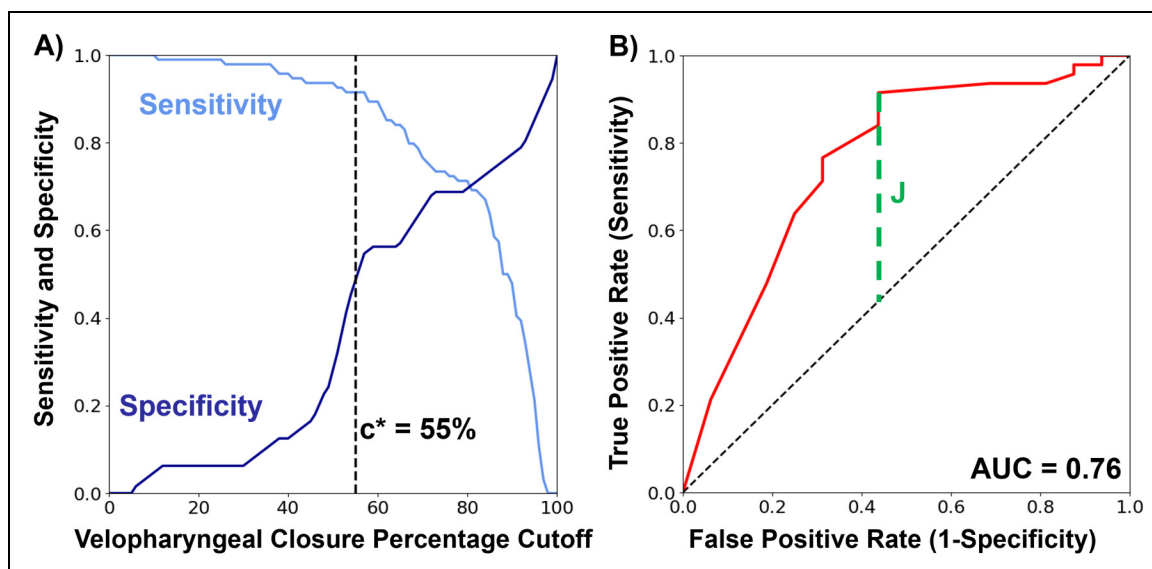 A)
Sensitivity and Specificity
1.0
0.8
0.6
0.4
0.2
0.0
Sensitivity
Specificity
c* = 55%
0 20 40 60 80 100
Velopharyngeal Closure Percentage Cutoff
B)
True Positive Rate (Sensitivity)
1.0
0.8
0.6
0.4
0.2
0.0
J
AUC = 0.76
0.0 0.2 0.4 0.6 0.8 1.0
False Positive Rate (1-Specificity)